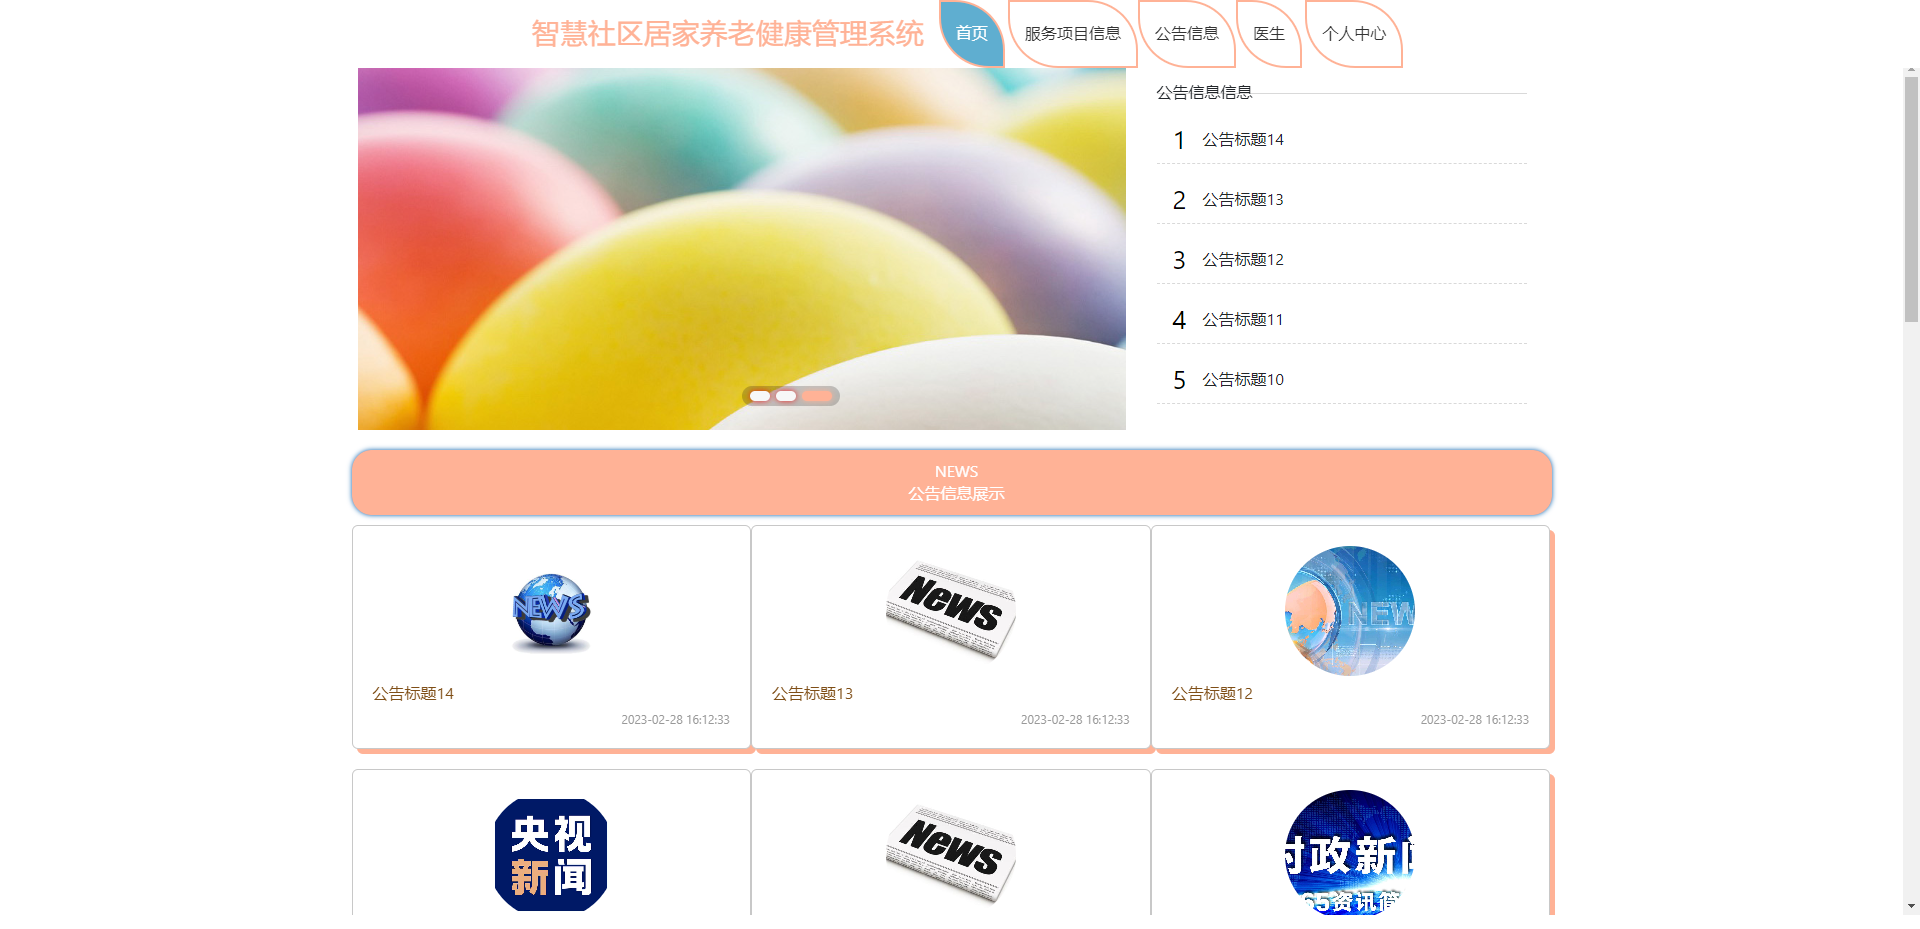 智慧社区居家养老健康管理系统
首页
服务项目信息
公告信息
医生
个人中心
公告信息信息
1 公告标题14
2 公告标题13
3 公告标题12
4 公告标题11
5 公告标题10
NEWS
公告信息展示
NEWS
News
NEW
公告标题14
公告标题13
公告标题12
2023-02-28 16:12:33
2023-02-28 16:12:33
2023-02-28 16:12:33
央视
新闻
News
时政新闻
65资讯简